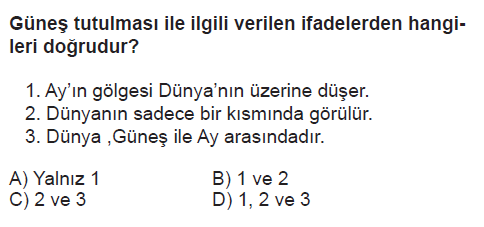 Güneş tutulması ile ilgili verilen ifadelerden hangi-
leri doğrudur?
1. Ay’ın gölgesi Dünya’nın üzerine düşer.
2. Dünyanın sadece bir kısmında görülür.
3. Dünya ,Güneş ile Ay arasındadır.
A) Yalnız 1 B) 1 ve 2
C) 2 ve 3 D) 1, 2 ve 3